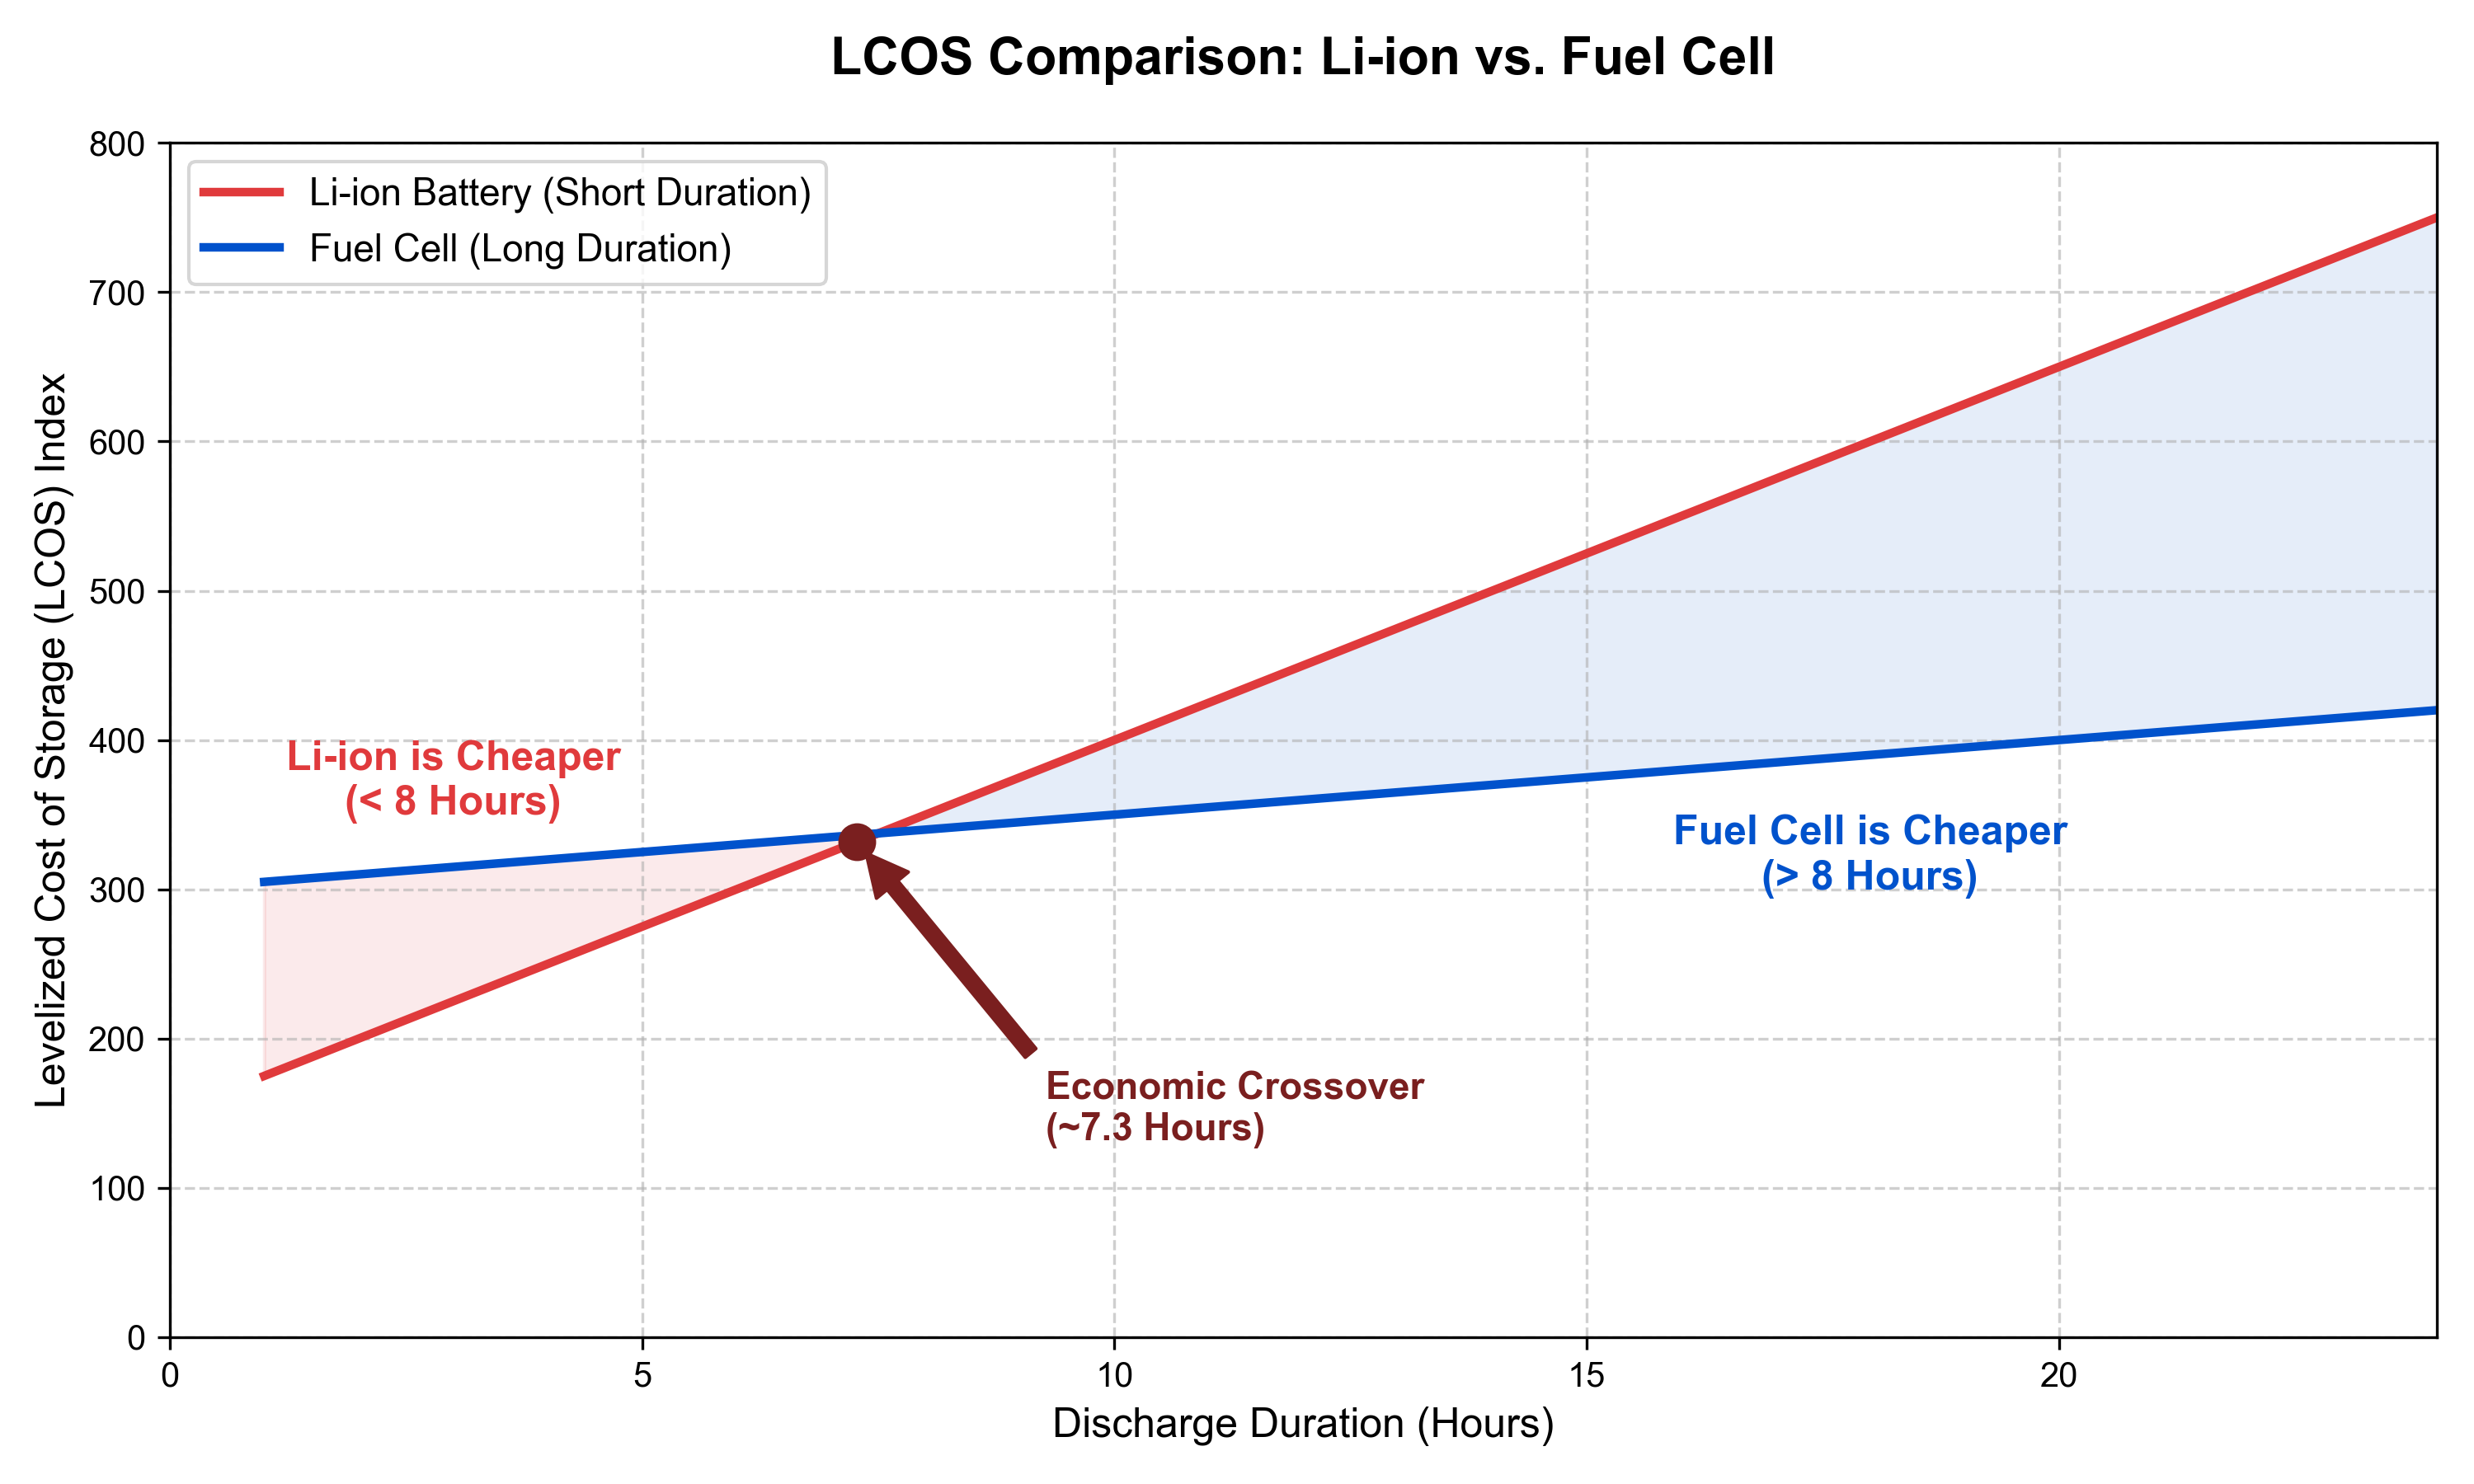 LCOS Comparison: Li-ion vs. Fuel Cell
Li-ion Battery (Short Duration)
Fuel Cell (Long Duration)
Levelized Cost of Storage (LCOS) Index
800
700
600
500
400
300
200
100
0
Li-ion is Cheaper
(< 8 Hours)
Fuel Cell is Cheaper
(> 8 Hours)
Economic Crossover
(~7.3 Hours)
0
5
10
15
20
Discharge Duration (Hours)